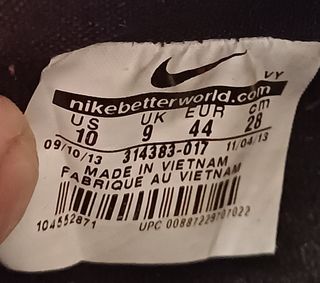 VY
nikebetterworld.com
US UK EUR cm
10 9 44 28
09/10/13 314383-017 11/04/13
MADE IN VIETNAM
FABRIQUE AU VIETNAM
104552871 UPC 00887229707022